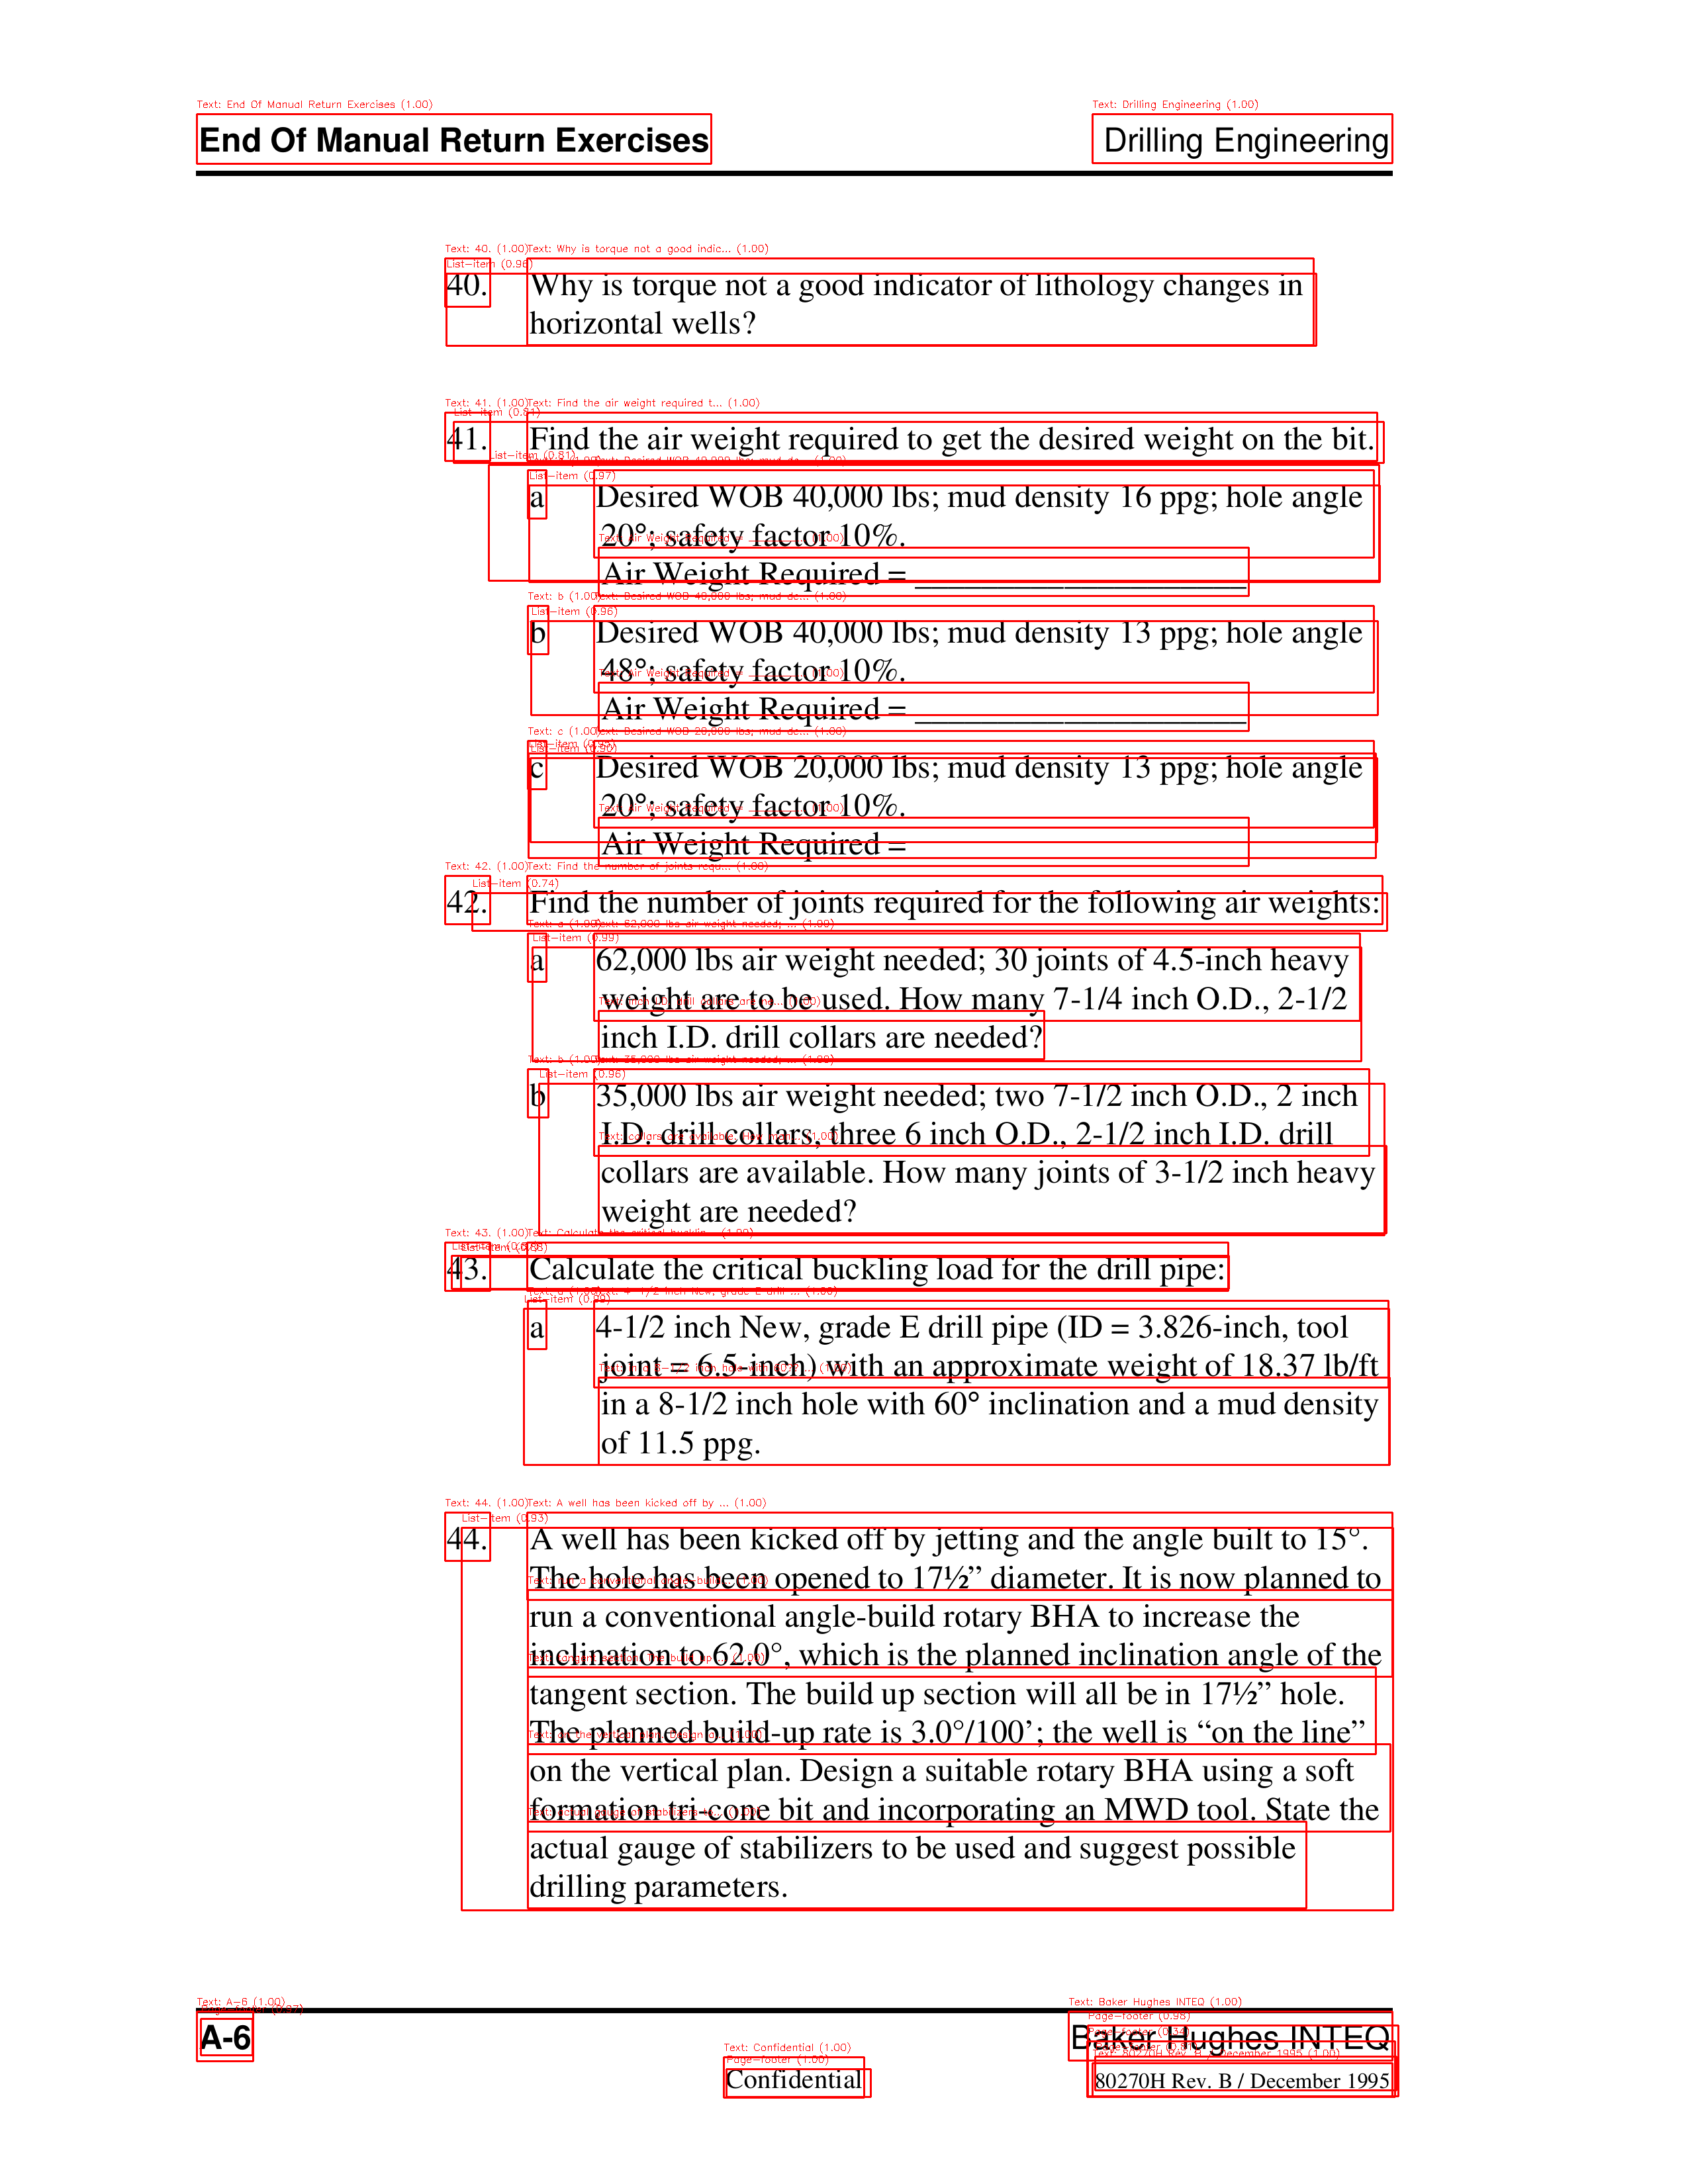 End Of Manual Return Exercises
Drilling Engineering
40. Why is torque not a good indicator of lithology changes in
horizontal wells?
41. Find the air weight required to get the desired weight on the bit.
a Desired WOB 40,000 lbs; mud density 16 ppg; hole angle
20°; safety factor 10%.
Air Weight Required = ____________________
b Desired WOB 40,000 lbs; mud density 13 ppg; hole angle
48°; safety factor 10%.
Air Weight Required = ____________________
c Desired WOB 20,000 lbs; mud density 13 ppg; hole angle
20°; safety factor 10%.
Air Weight Required =
42. Find the number of joints required for the following air weights:
a 62,000 lbs air weight needed; 30 joints of 4.5-inch heavy
weight are to be used. How many 7-1/4 inch O.D., 2-1/2
inch I.D. drill collars are needed?
b 35,000 lbs air weight needed; two 7-1/2 inch O.D., 2 inch
I.D. drill collars, three 6 inch O.D., 2-1/2 inch I.D. drill
collars are available. How many joints of 3-1/2 inch heavy
weight are needed?
43. Calculate the critical buckling load for the drill pipe:
a 4-1/2 inch New, grade E drill pipe (ID = 3.826-inch, tool
joint = 6.5-inch) with an approximate weight of 18.37 lb/ft
in a 8-1/2 inch hole with 60° inclination and a mud density
of 11.5 ppg.
44. A well has been kicked off by jetting and the angle built to 15°.
The hole has been opened to 17½” diameter. It is now planned to
run a conventional angle-build rotary BHA to increase the
inclination to 62.0°, which is the planned inclination angle of the
tangent section. The build up section will all be in 17½” hole.
The planned build-up rate is 3.0°/100’; the well is “on the line”
on the vertical plan. Design a suitable rotary BHA using a soft
formation tri-cone bit and incorporating an MWD tool. State the
actual gauge of stabilizers to be used and suggest possible
drilling parameters.
A-6
Baker Hughes INTEQ
Confidential
80270H Rev. B / December 1995